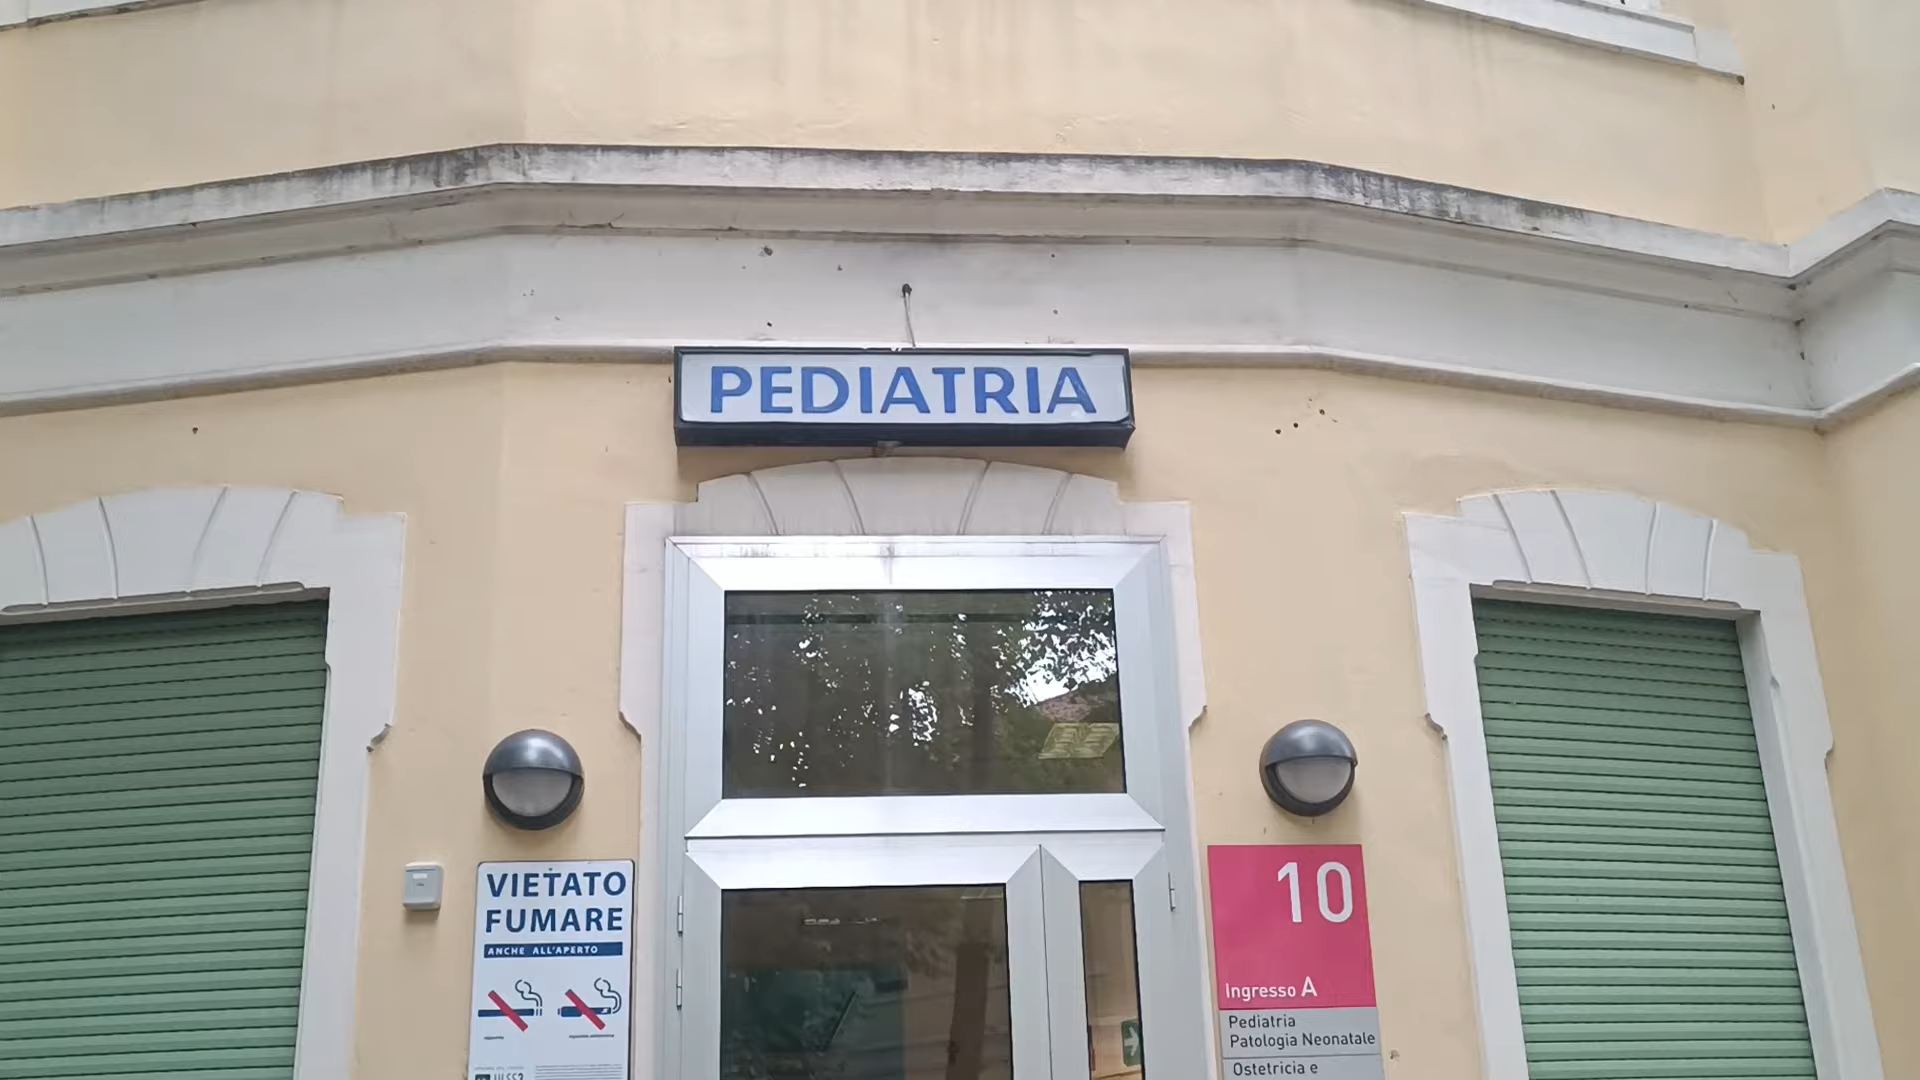 PEDIATRIA
VIETATO
FUMARE
ANCHE ALL'APERTO
10
Ingresso A
Pediatria
Patologia Neonatale
Ostetricia e